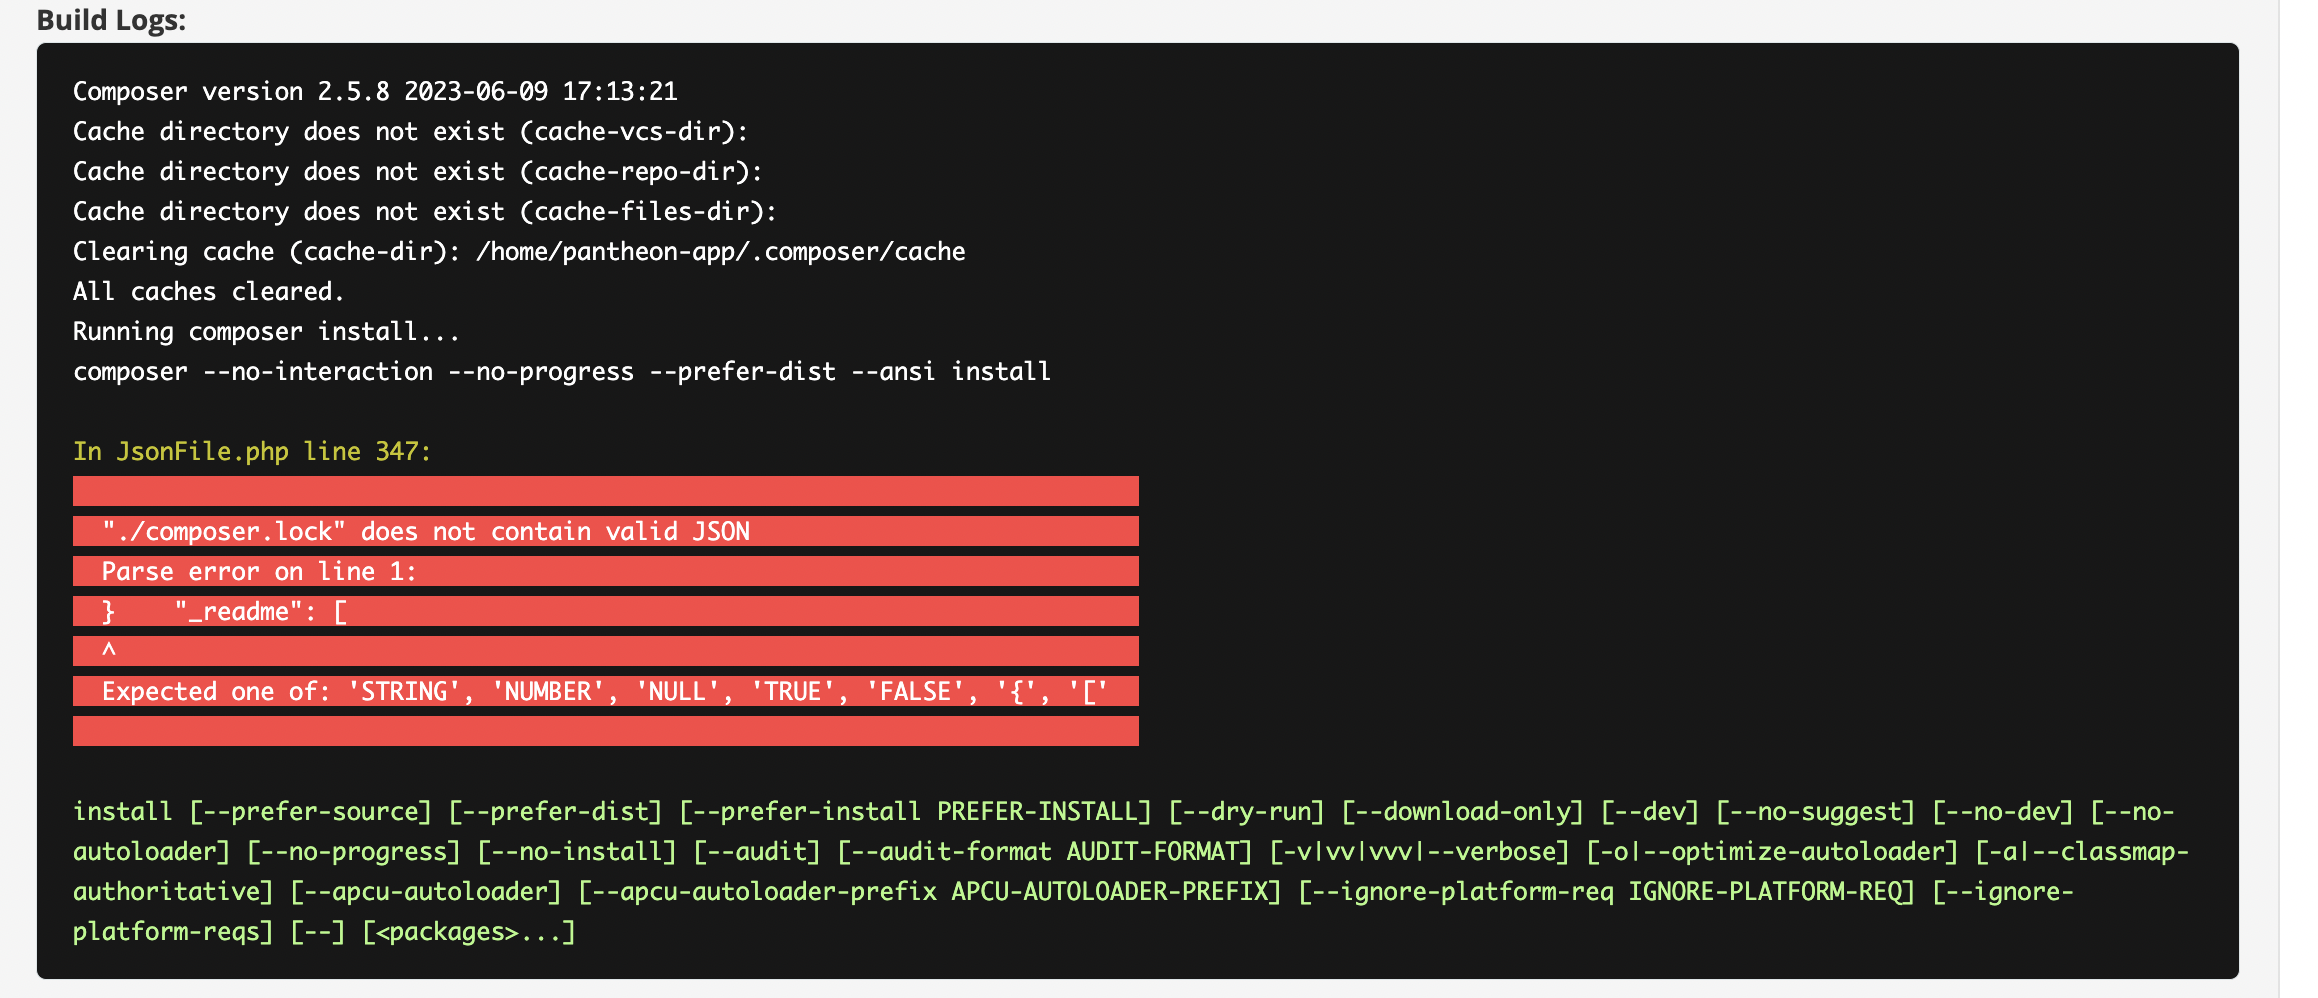 Build Logs:
Composer version 2.5.8 2023-06-09 17:13:21
Cache directory does not exist (cache-vcs-dir):
Cache directory does not exist (cache-repo-dir):
Cache directory does not exist (cache-files-dir):
Clearing cache (cache-dir): /home/pantheon-app/.composer/cache
All caches cleared.
Running composer install...
composer --no-interaction --no-progress --prefer-dist --ansi install
In JsonFile.php line 347:
"./composer.lock" does not contain valid JSON
Parse error on line 1:
}    "_readme": [
^
Expected one of: 'STRING', 'NUMBER', 'NULL', 'TRUE', 'FALSE', '{', '['
install [--prefer-source] [--prefer-dist] [--prefer-install PREFER-INSTALL] [--dry-run] [--download-only] [--dev] [--no-suggest] [--no-dev] [--no-
autoloader] [--no-progress] [--no-install] [--audit] [--audit-format AUDIT-FORMAT] [-v|vv|vvv|--verbose] [-o|--optimize-autoloader] [-a|--classmap-
authoritative] [--apcu-autoloader] [--apcu-autoloader-prefix APCU-AUTOLOADER-PREFIX] [--ignore-platform-req IGNORE-PLATFORM-REQ] [--ignore-
platform-reqs] [--] [<packages>...]